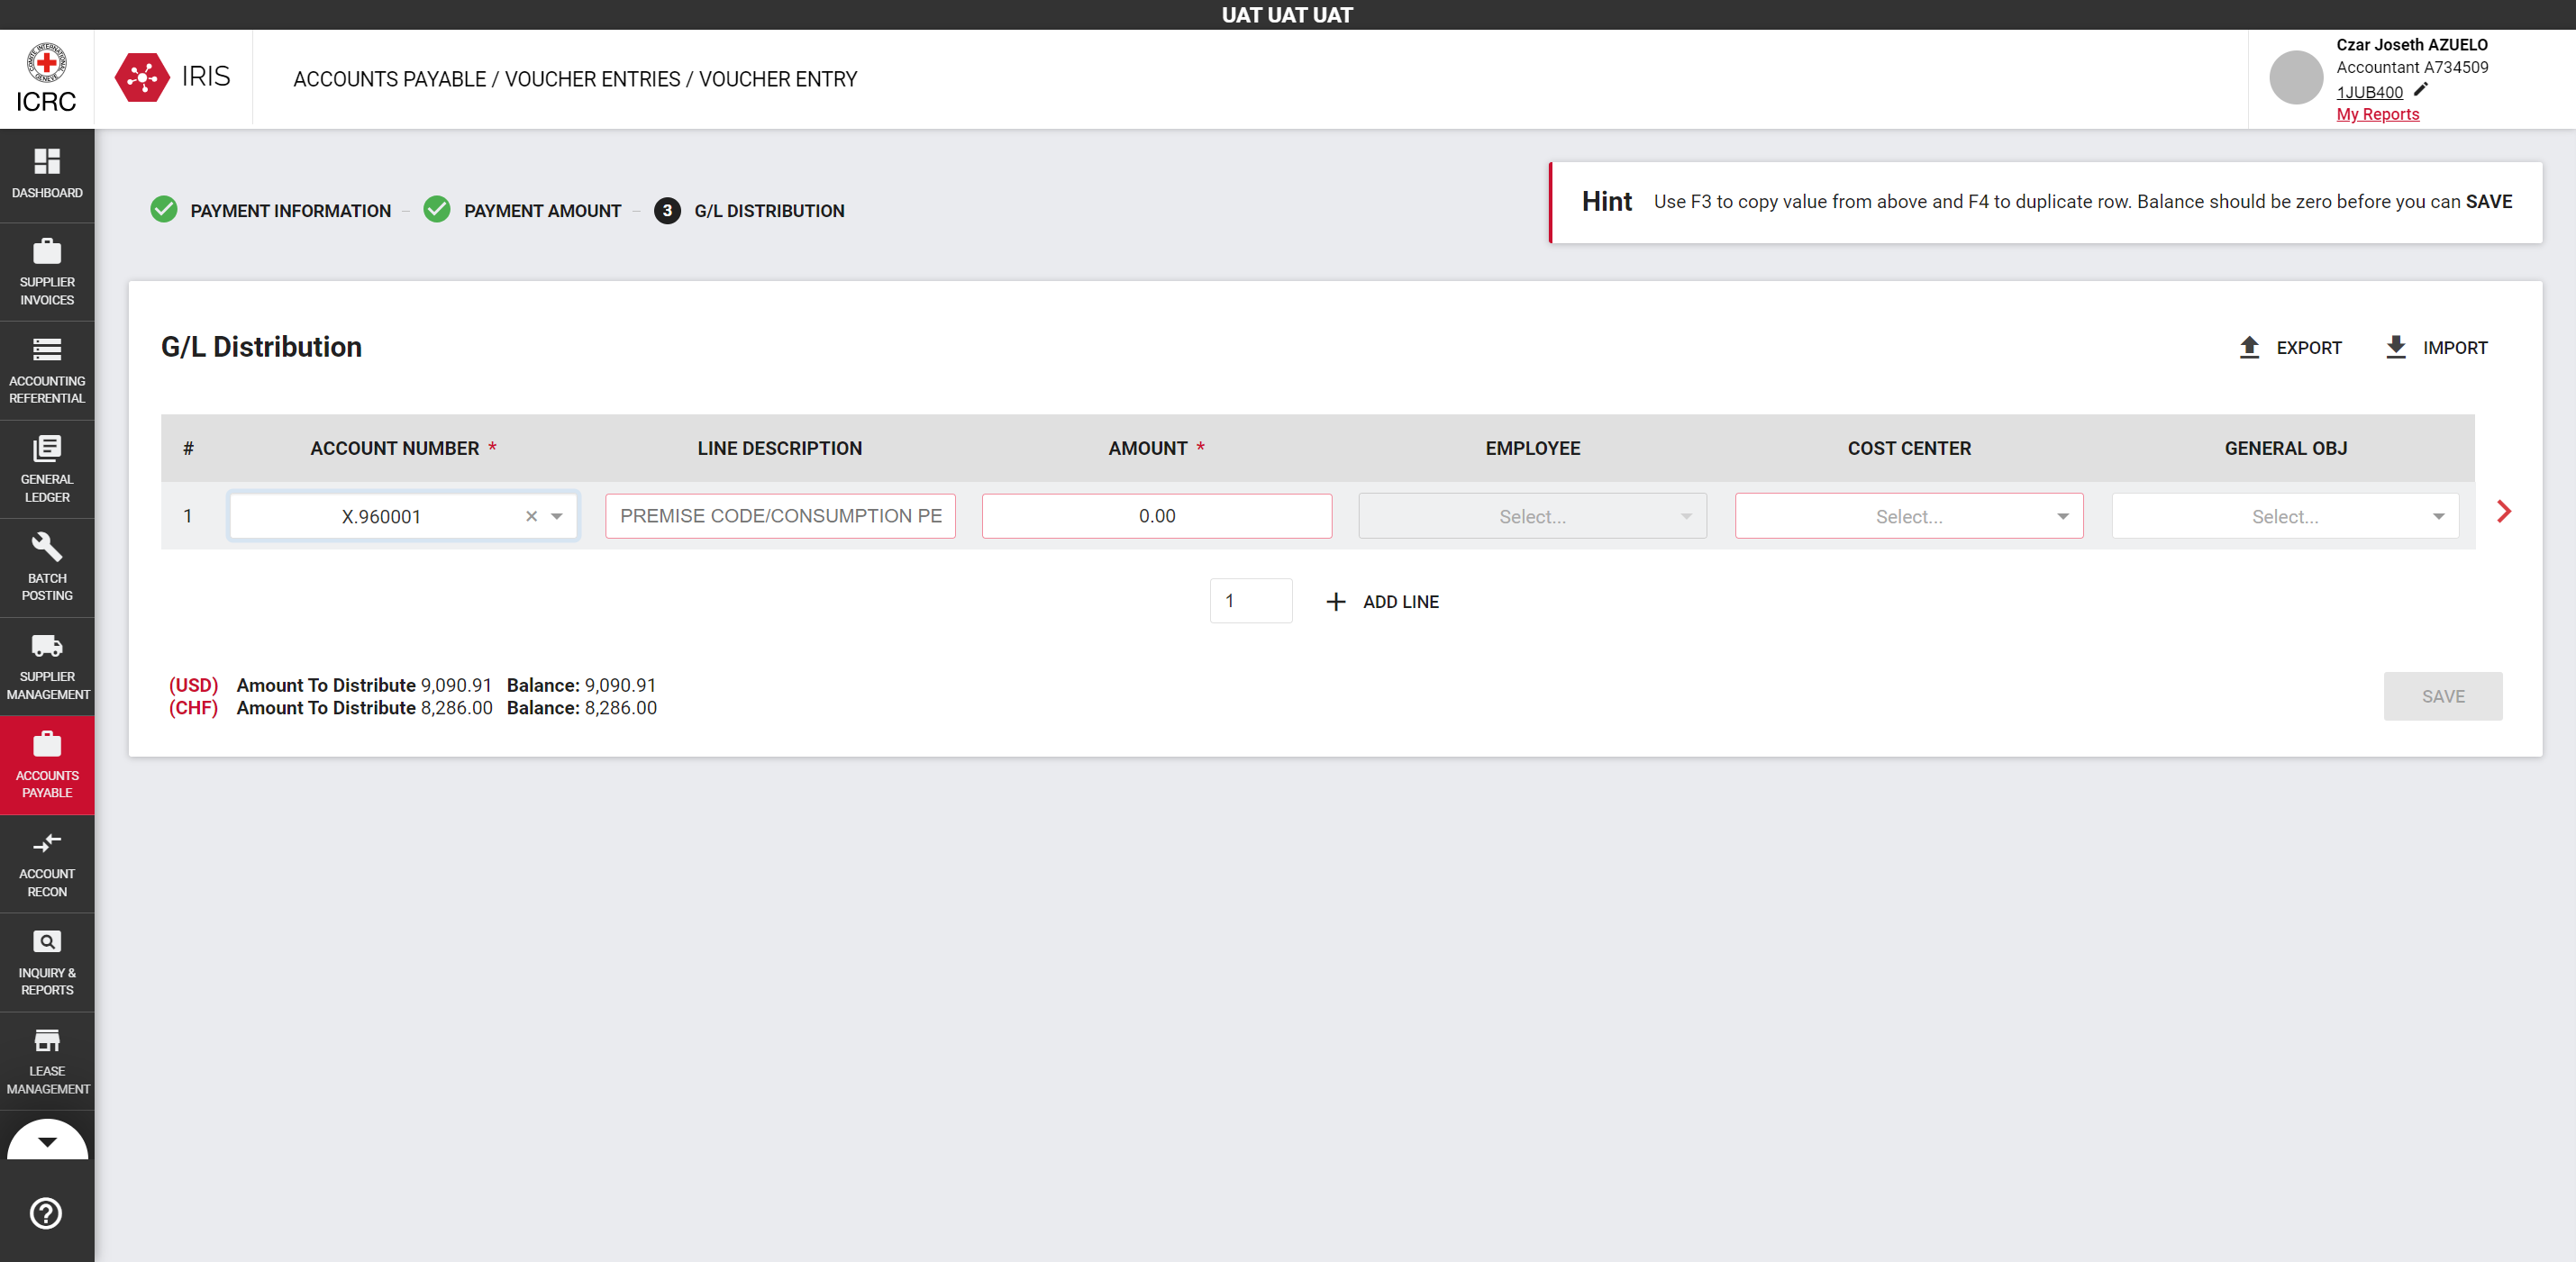 UAT UAT UAT
ICRC
IRIS
ACCOUNTS PAYABLE / VOUCHER ENTRIES / VOUCHER ENTRY
Czar Joseth AZUELO
Accountant A734509
1JUB400
My Reports
DASHBOARD
SUPPLIER
INVOICES
ACCOUNTING
REFERENTIAL
GENERAL
LEDGER
BATCH
POSTING
SUPPLIER
MANAGEMENT
ACCOUNTS
PAYABLE
ACCOUNT
RECON
INQUIRY &
REPORTS
LEASE
MANAGEMENT
PAYMENT INFORMATION – PAYMENT AMOUNT – 3 G/L DISTRIBUTION
Hint Use F3 to copy value from above and F4 to duplicate row. Balance should be zero before you can SAVE
G/L Distribution
EXPORT IMPORT
# ACCOUNT NUMBER * LINE DESCRIPTION AMOUNT * EMPLOYEE COST CENTER GENERAL OBJ
1 X.960001 × PREMISE CODE/CONSUMPTION PE 0.00 Select... Select... Select...
1 + ADD LINE
(USD) Amount To Distribute 9,090.91 Balance: 9,090.91
(CHF) Amount To Distribute 8,286.00 Balance: 8,286.00
SAVE